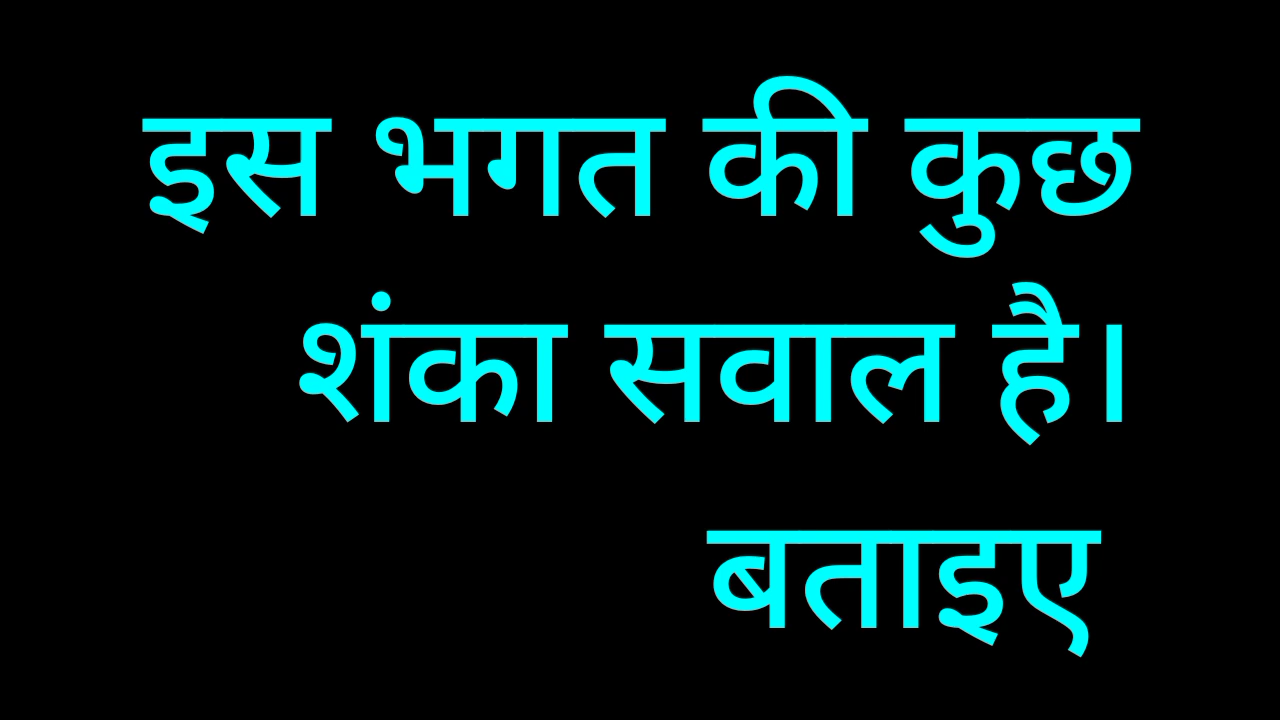 इस भगत की कुछ
शंका सवाल है।
बताइए